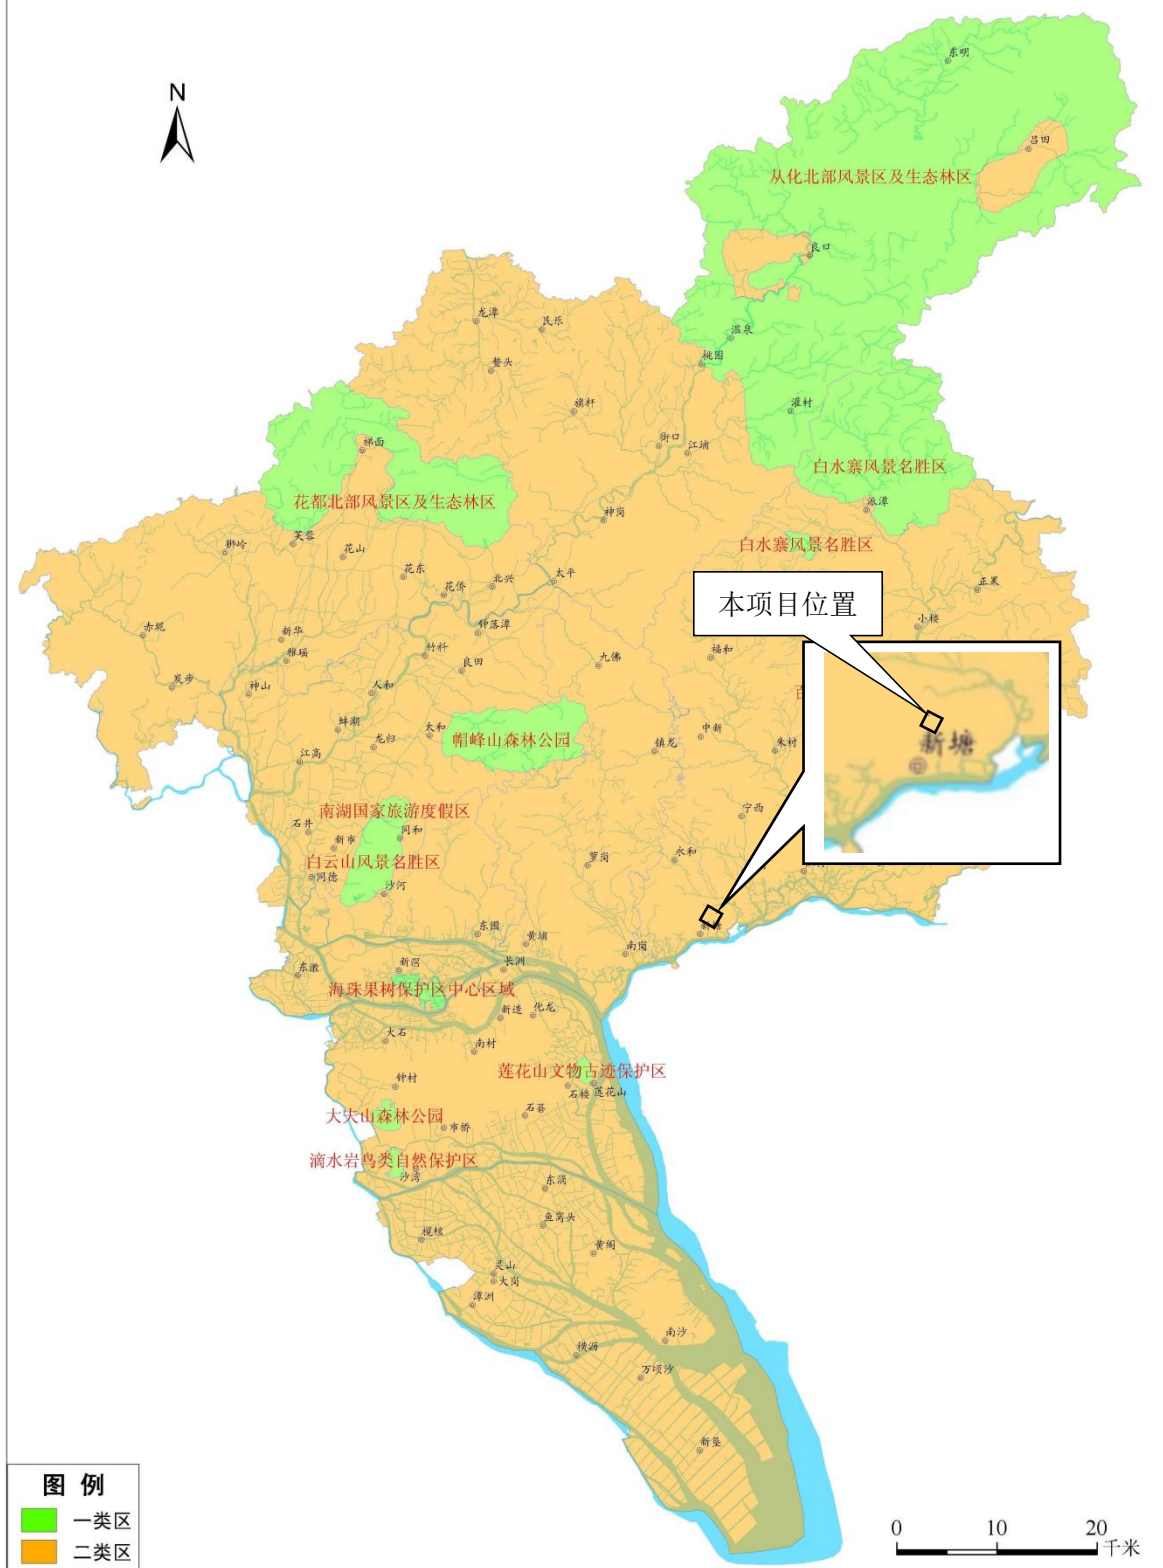 N
东明
吕田
从化北部风景区及生态林区
良口
龙潭
民乐
温泉
鳌头
桃园
旗杆
灌村
街口
江埔
梯面
白水寨风景名胜区
花都北部风景区及生态林区
派潭
神岗
狮岭
芙蓉
花山
白水寨风景名胜区
花东
花侨
北兴
太平
正果
本项目位置
小楼
赤坭
新华
钟落潭
雅瑶
竹料
良田
九佛
福和
炭步
神山
人和
蚌湖
太和
帽峰山森林公园
中新
镇龙
朱村
新塘
江高
龙归
南湖国家旅游度假区
宁西
石井
新市
同和
白云山风景名胜区
萝岗
永和
同德
沙河
东圃
黄埔
南岗
东漖
新滘
长洲
海珠果树保护区中心区域
新造
化龙
大石
南村
莲花山文物古迹保护区
钟村
石楼
莲花山
大夫山森林公园
石碁
市桥
滴水岩鸟类自然保护区
沙湾
东涌
鱼窝头
榄核
黄阁
灵山
大岗
潭洲
南沙
横沥
万顷沙
新垦
图 例
一类区
二类区
0 10 20
千米